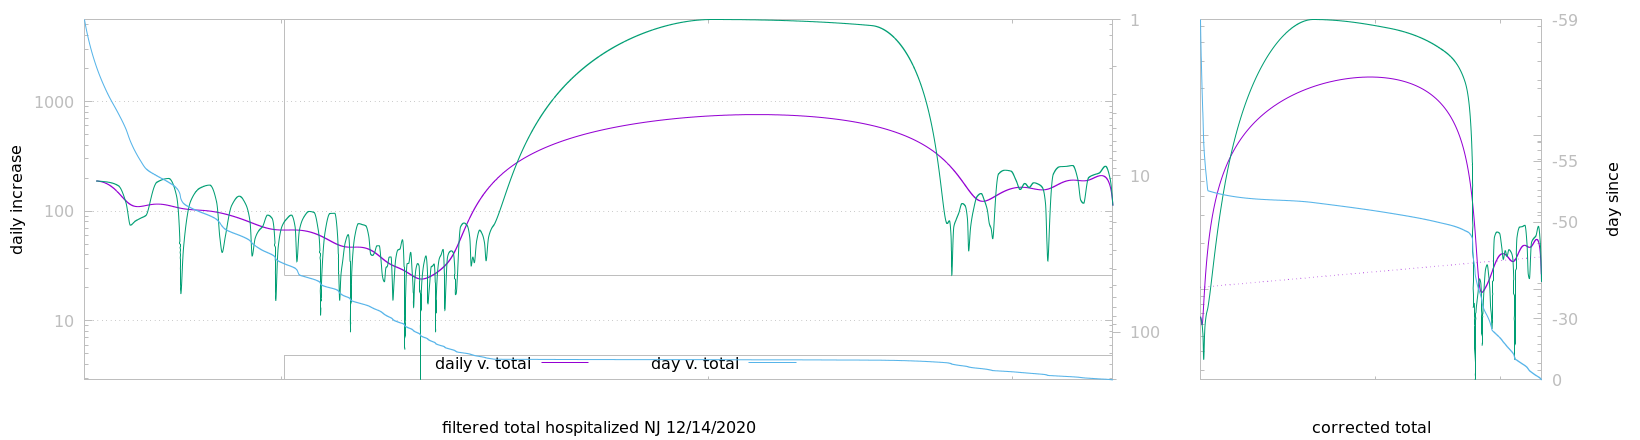 1
-59
1000
daily increase
10
-55
100
-50
day since
10
100
-30
daily v. total
day v. total
0
filtered total hospitalized NJ 12/14/2020
corrected total